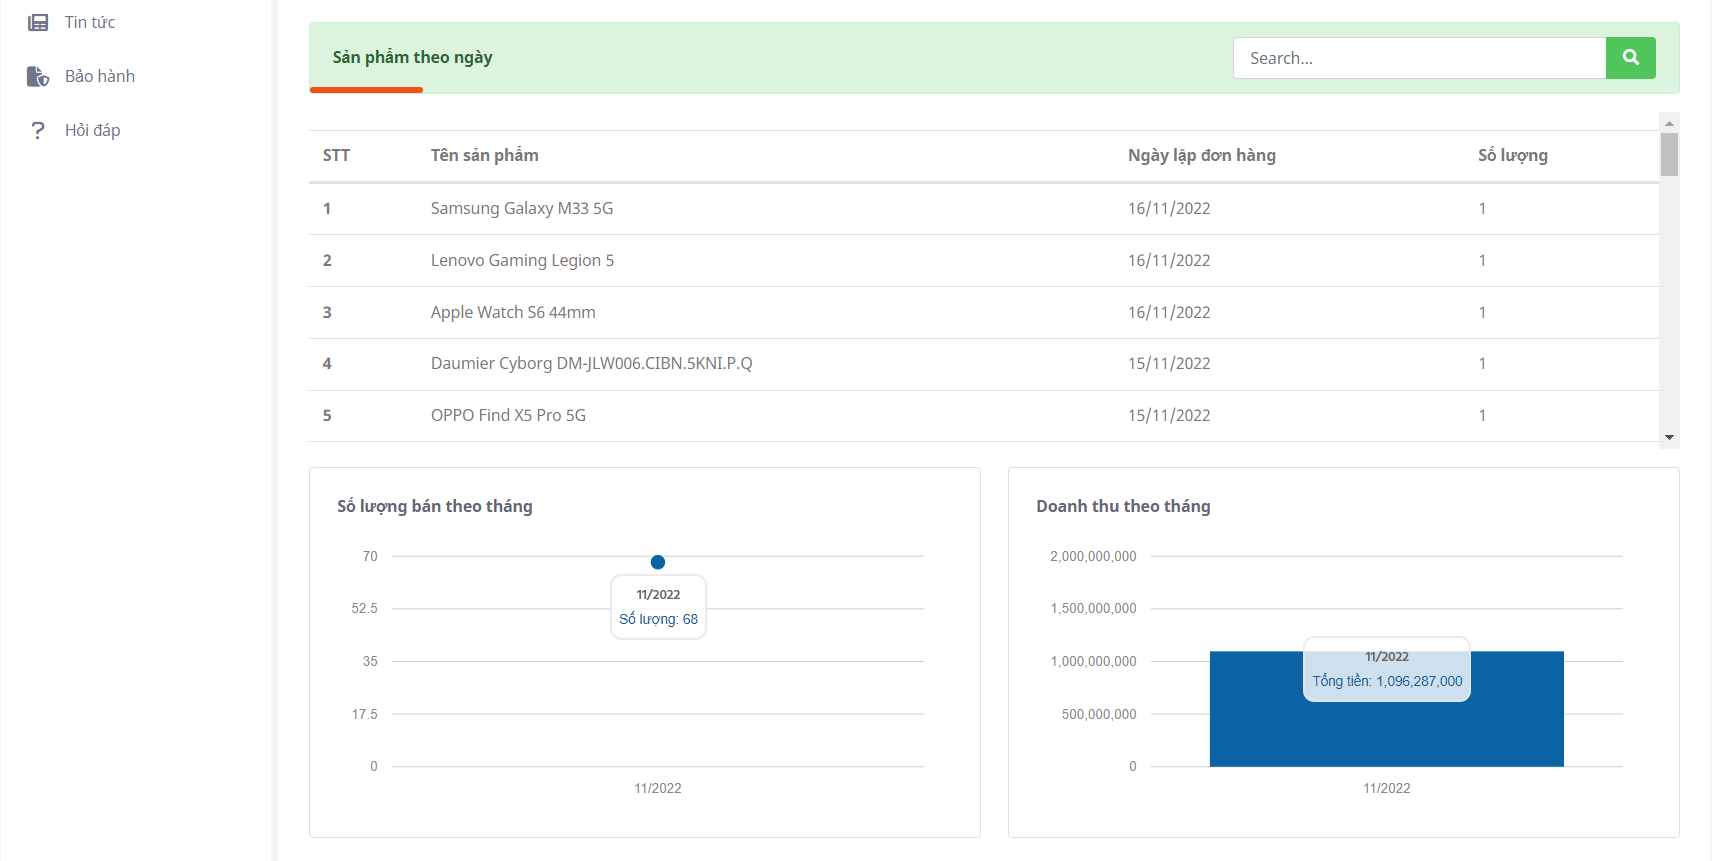 Tin tức
Bảo hành
Hỏi đáp
Sản phẩm theo ngày
Search...
STT Tên sản phẩm Ngày lập đơn hàng Số lượng
1 Samsung Galaxy M33 5G 16/11/2022 1
2 Lenovo Gaming Legion 5 16/11/2022 1
3 Apple Watch S6 44mm 16/11/2022 1
4 Daumier Cyborg DM-JLW006.CIBN.5KNI.P.Q 15/11/2022 1
5 OPPO Find X5 Pro 5G 15/11/2022 1
Số lượng bán theo tháng
70
52.5
35
17.5
0
11/2022
Số lượng: 68
11/2022
Doanh thu theo tháng
2,000,000,000
1,500,000,000
1,000,000,000
500,000,000
0
11/2022
Tổng tiền: 1,096,287,000
11/2022